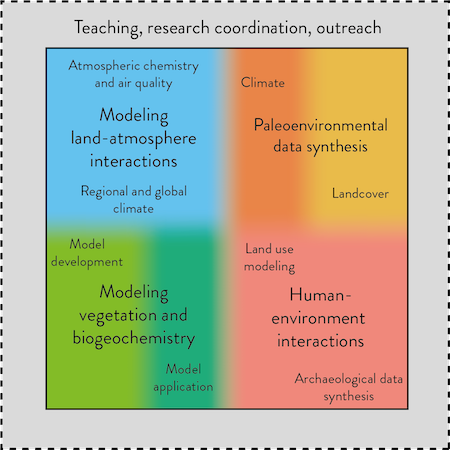 Teaching, research coordination, outreach
Atmospheric chemistry
and air quality
Modeling
land-atmosphere
interactions
Regional and global
climate
Climate
Paleoenvironmental
data synthesis
Landcover
Model
development
Modeling
vegetation and
biogeochemistry
Model
application
Land use
modeling
Human-
environment
interactions
Archaeological data
synthesis